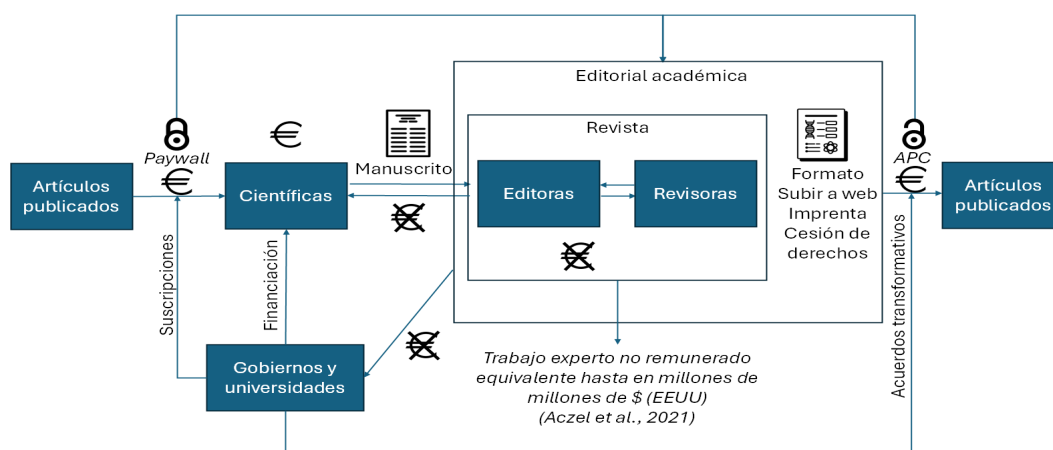 Editorial académica
Revista
Paywall
€
€
Manuscrito
Artículos
publicados
Científicas
Editoras
Revisoras
€
€
Formato
Subir a web
Imprenta
Cesión de
derechos
APC
€
Artículos
publicados
Suscripciones
Financiación
€
Gobiernos y
universidades
Trabajo experto no remunerado
equivalente hasta en millones de
millones de $ (EEUU)
(Aczel et al., 2021)
Acuerdos transformativos